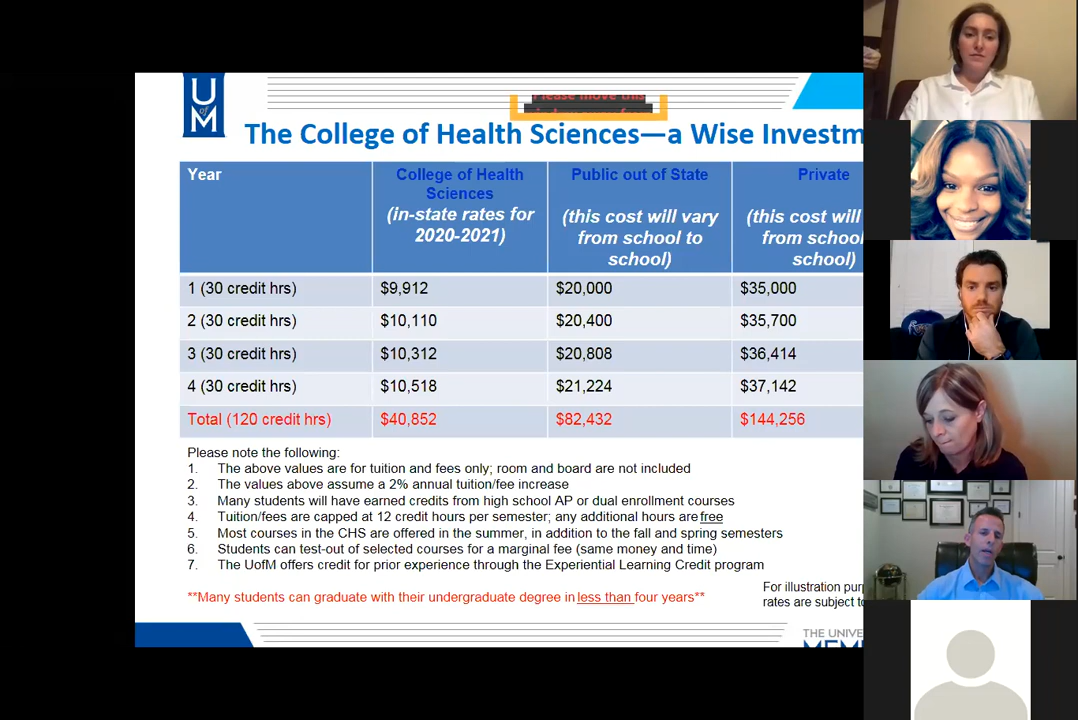 U
of
M
Please move this
The College of Health Sciences—a Wise Investm
Year
College of Health Sciences
(in-state rates for 2020-2021)
Public out of State
(this cost will vary from school to school)
Private
(this cost will from school school)
1 (30 credit hrs) $9,912 $20,000 $35,000
2 (30 credit hrs) $10,110 $20,400 $35,700
3 (30 credit hrs) $10,312 $20,808 $36,414
4 (30 credit hrs) $10,518 $21,224 $37,142
Total (120 credit hrs) $40,852 $82,432 $144,256
Please note the following:
1. The above values are for tuition and fees only; room and board are not included
2. The values above assume a 2% annual tuition/fee increase
3. Many students will have earned credits from high school AP or dual enrollment courses
4. Tuition/fees are capped at 12 credit hours per semester; any additional hours are free
5. Most courses in the CHS are offered in the summer, in addition to the fall and spring semesters
6. Students can test-out of selected courses for a marginal fee (same money and time)
7. The UofM offers credit for prior experience through the Experiential Learning Credit program
**Many students can graduate with their undergraduate degree in less than four years**
For illustration pur
rates are subject to
THE UNIVE